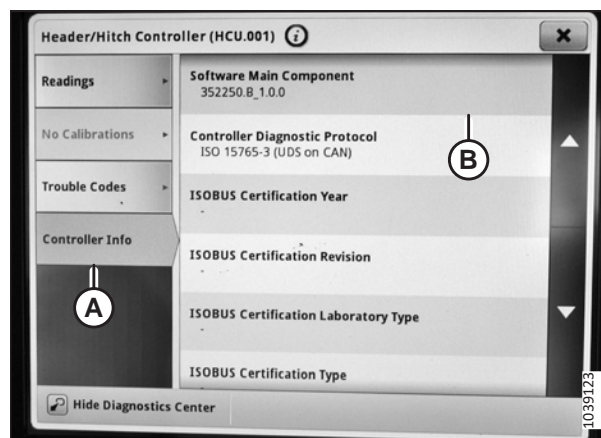 Header/Hitch Controller (HCU.001) i
Readings
No Calibrations
Trouble Codes
Controller Info
Software Main Component
352250.B_1.0.0
Controller Diagnostic Protocol
ISO 15765-3 (UDS on CAN)
ISOBUS Certification Year
-
ISOBUS Certification Revision
-
ISOBUS Certification Laboratory Type
-
ISOBUS Certification Type
Hide Diagnostics Center
A
B
1039123